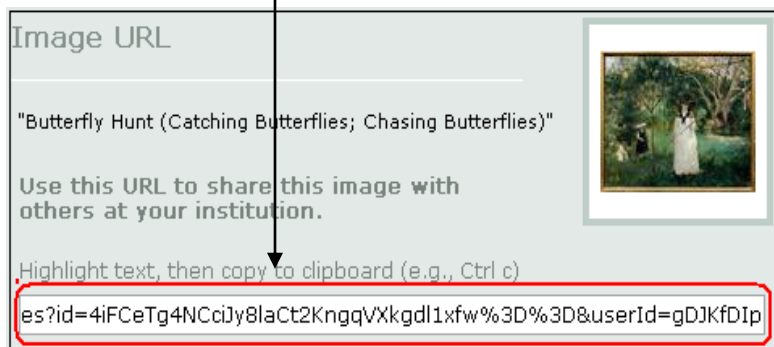 Image URL
"Butterfly Hunt (Catching Butterflies; Chasing Butterflies)"
Use this URL to share this image with
others at your institution.
Highlight text, then copy to clipboard (e.g., Ctrl c)
es?id=4iFCeTg4NCciJy8laCt2KngqVXkgdl1xfw%3D%3D&userId=gDJKfDIp